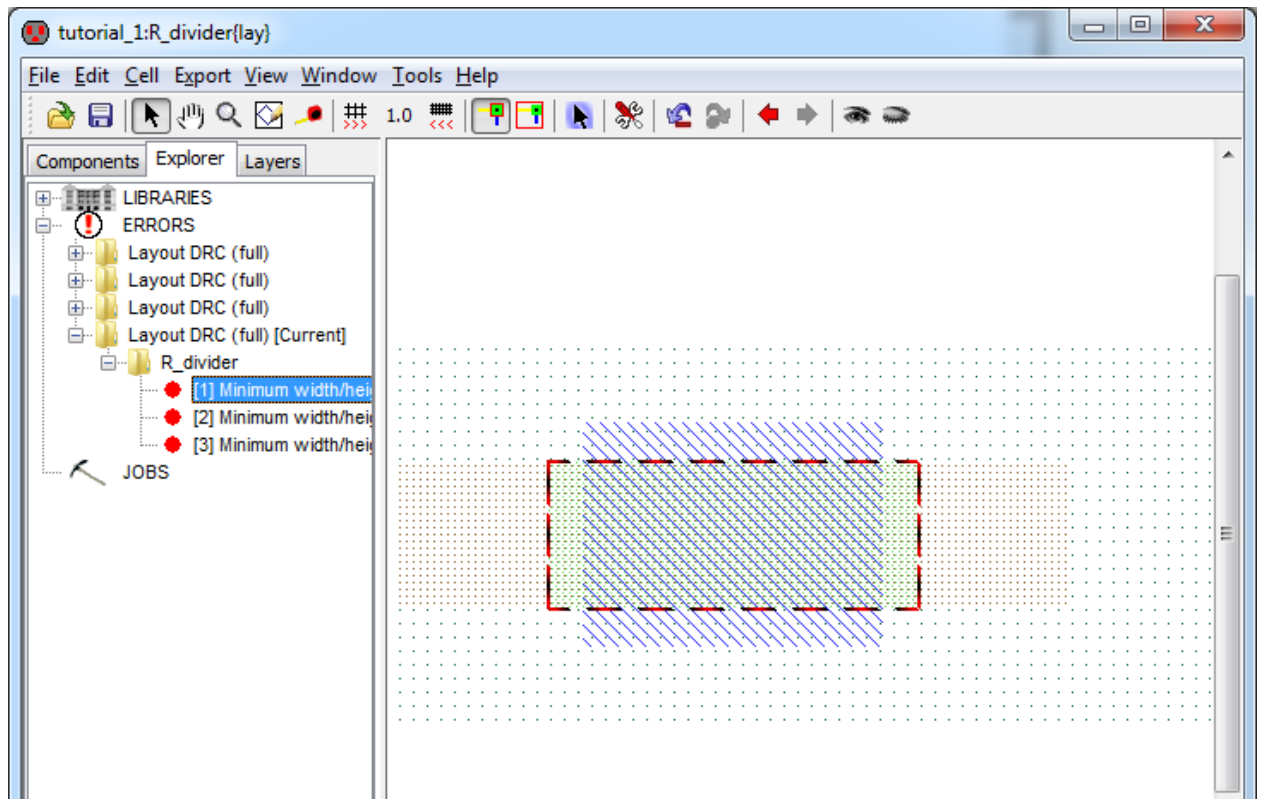 tutorial_1:R_divider{lay}
File Edit Cell Export View Window Tools Help
1.0
Components Explorer Layers
LIBRARIES
ERRORS
Layout DRC (full)
Layout DRC (full)
Layout DRC (full)
Layout DRC (full) [Current]
R_divider
[1] Minimum width/hei
[2] Minimum width/hei
[3] Minimum width/hei
JOBS